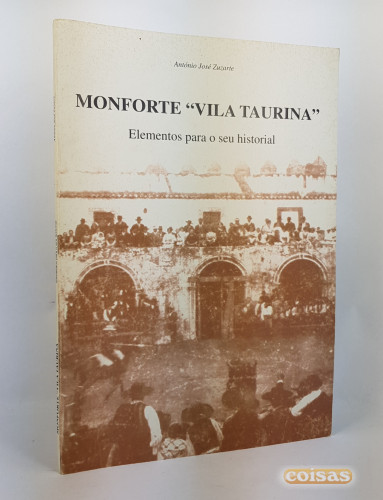 António José Zuzarte
MONFORTE “VILA TAURINA”
Elementos para o seu historial
coisas